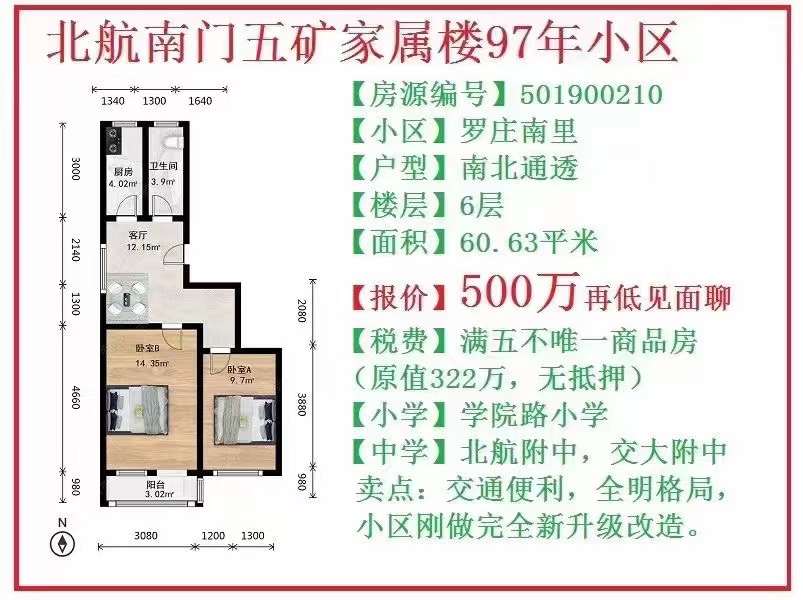 北航南门五矿家属楼97年小区
【房源编号】501900210
【小区】罗庄南里
【户型】南北通透
【楼层】6层
【面积】60.63平米
【报价】500万再低见面聊
【税费】满五不唯一商品房
（原值322万，无抵押）
【小学】学院路小学
【中学】北航附中，交大附中
卖点：交通便利，全明格局，
小区刚做完全新升级改造。
1340 1300 1640
3000
2140
1300
4660
980
2080
3880
980
厨房
4.02㎡
卫生间
3.9㎡
客厅
12.15㎡
卧室B
14.35㎡
卧室A
9.7㎡
阳台
3.02㎡
N
3080 1200 1300